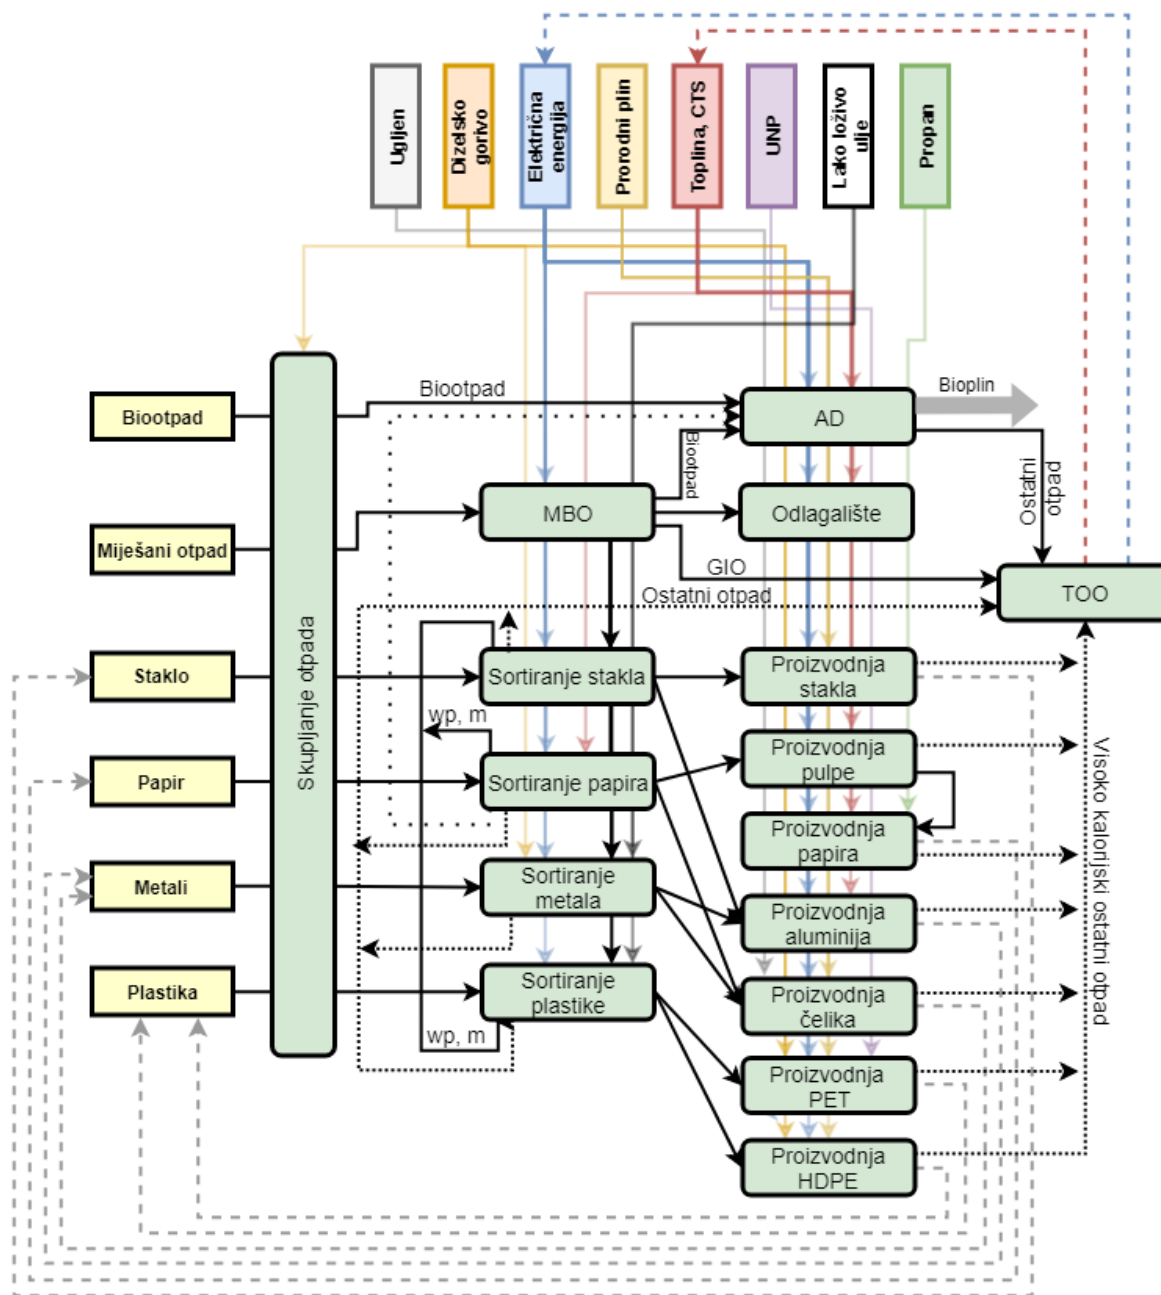 Ugljen
Dizelsko
gorivo
Električna
energija
Prorodni plin
Toplina, CTS
UNP
Lako loživo
ulje
Propan
Biootpad
Miješani otpad
Staklo
Papir
Metali
Plastika
Skupljanje otpada
Biootpad
Biootpad
MBO
AD
Bioplin
Ostatni
otpad
Odlagalište
GIO
Ostatni otpad
TOO
Sortiranje stakla
wp, m
Sortiranje papira
Sortiranje
metala
Sortiranje
plastike
wp, m
Proizvodnja
stakla
Proizvodnja
pulpe
Proizvodnja
papira
Proizvodnja
aluminija
Proizvodnja
čelika
Proizvodnja
PET
Proizvodnja
HDPE
Visoko kalorijski ostatni otpad